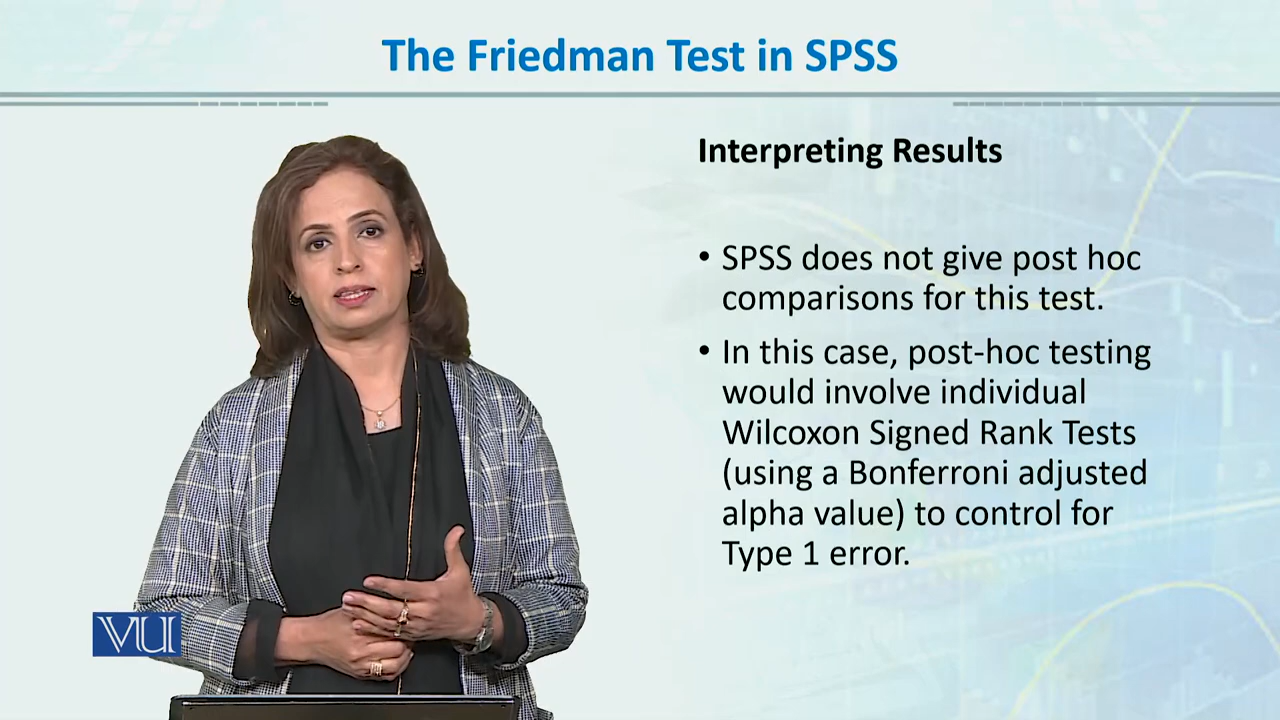 The Friedman Test in SPSS
Interpreting Results
• SPSS does not give post hoc
comparisons for this test.
• In this case, post-hoc testing
would involve individual
Wilcoxon Signed Rank Tests
(using a Bonferroni adjusted
alpha value) to control for
Type 1 error.
VU